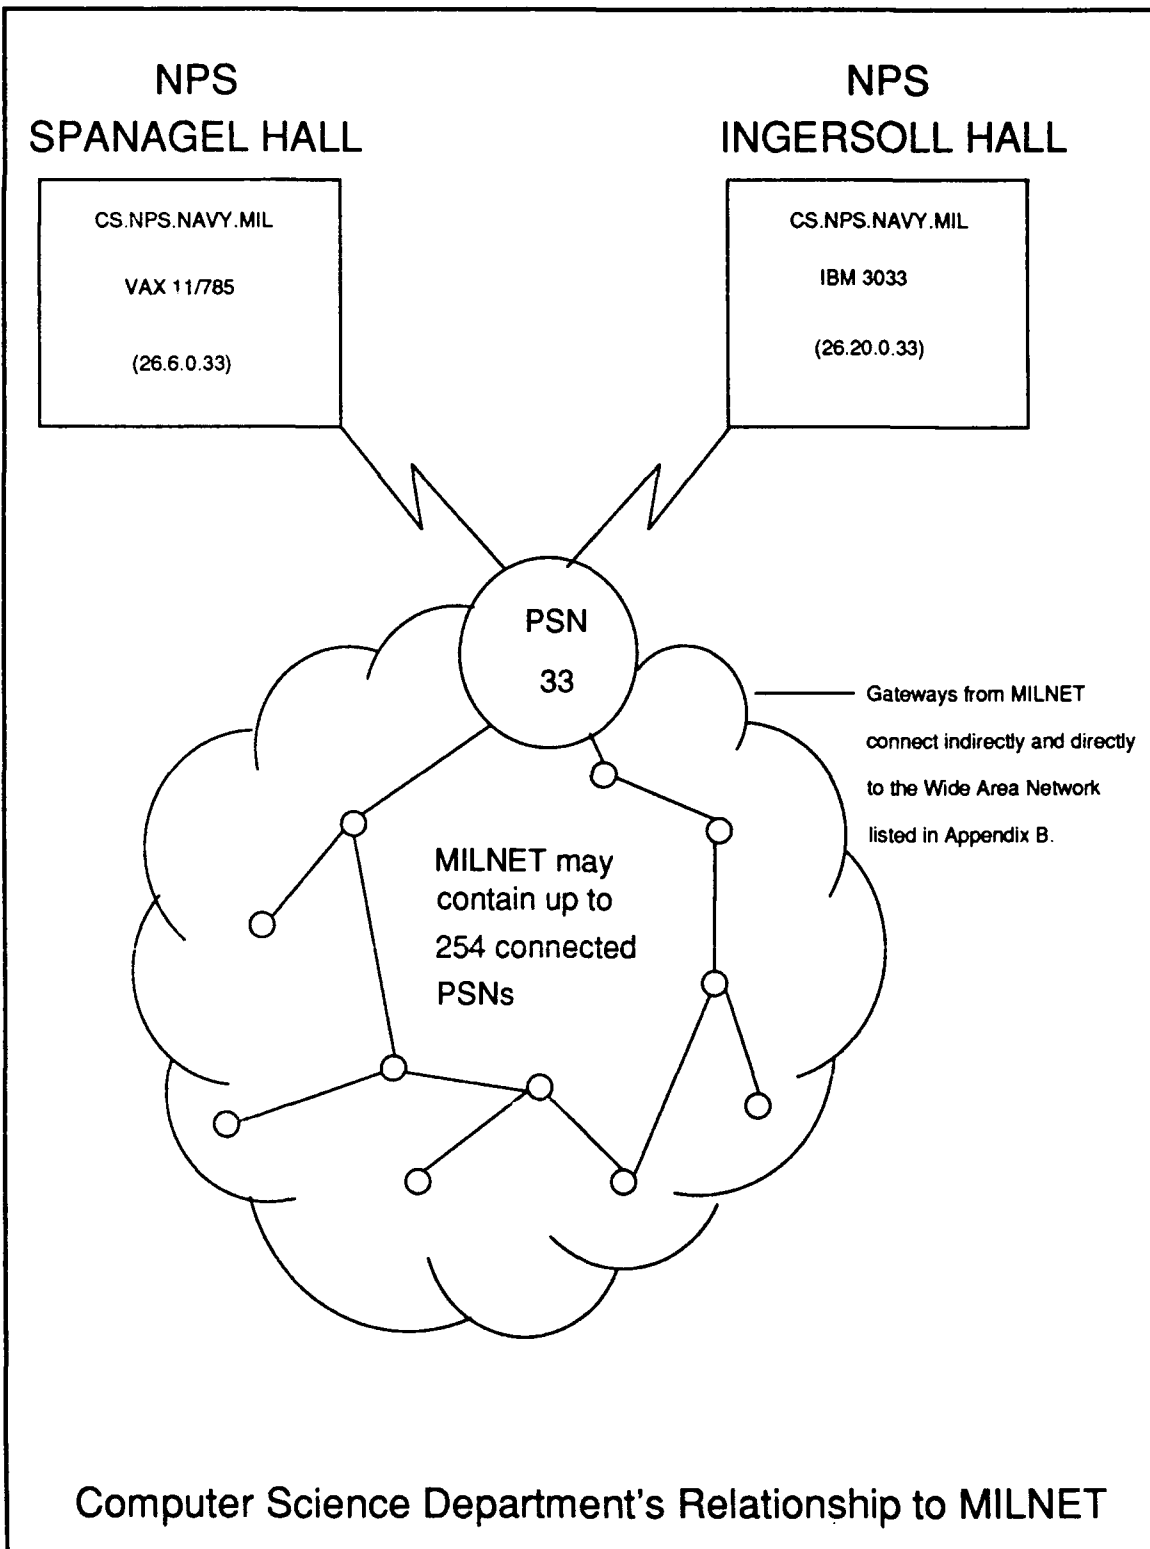 NPS
SPANAGEL HALL
NPS
INGERSOLL HALL
CS.NPS.NAVY.MIL
VAX 11/785
(26.6.0.33)
CS.NPS.NAVY.MIL
IBM 3033
(26.20.0.33)
PSN
33
Gateways from MILNET
connect indirectly and directly
to the Wide Area Network
listed in Appendix B.
MILNET may
contain up to
254 connected
PSNs
Computer Science Department's Relationship to MILNET